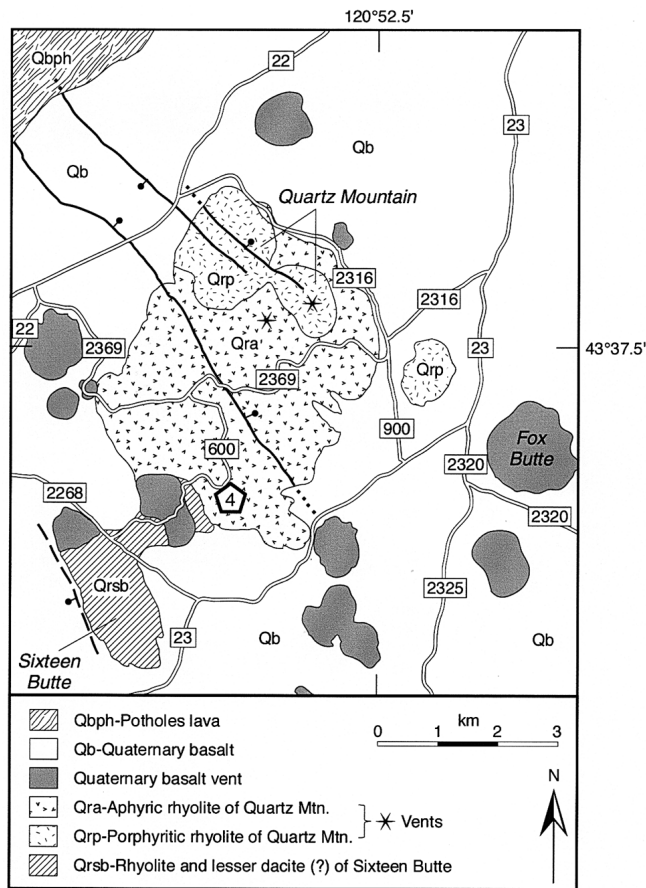 120°52.5'
Qbph
22
23
Qb
Qb
Quartz Mountain
Qrp
2316
2316
22
2369
Qra
2369
23
43°37.5'
Qrp
600
900
Fox
Butte
2268
4
2320
2320
Qrsb
2325
Sixteen
Butte
23
Qb
Qb
Qbph-Potholes lava
Qb-Quaternary basalt
Quaternary basalt vent
Qra-Aphyric rhyolite of Quartz Mtn.
Qrp-Porphyritic rhyolite of Quartz Mtn.
Vents
Qrsb-Rhyolite and lesser dacite (?) of Sixteen Butte
km
0 1 2 3
N